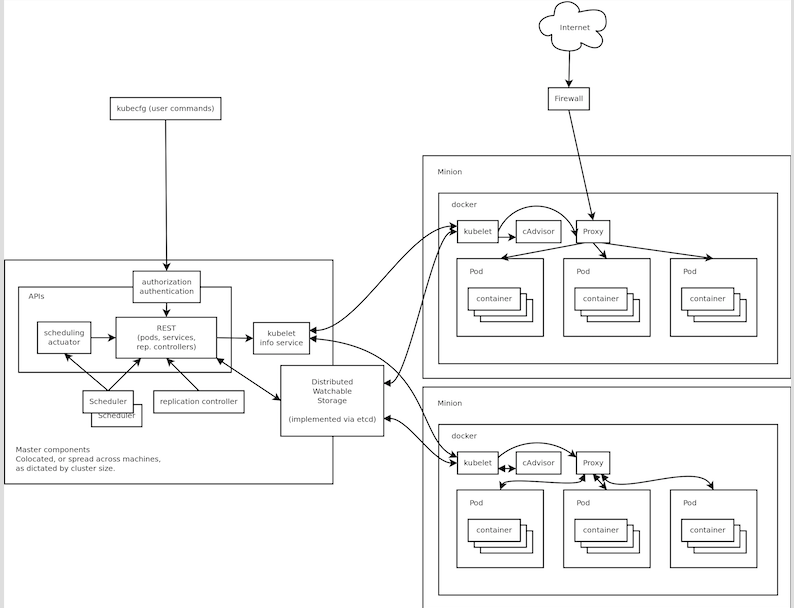 Internet
kubecfg (user commands)
Firewall
Minion
docker
kubelet
cAdvisor
Proxy
Pod
container
Pod
container
Pod
container
authorization
authentication
APIs
scheduling
actuator
REST
(pods, services,
rep. controllers)
kubelet
info service
Scheduler
Scheduler
replication controller
Distributed
Watchable
Storage
(implemented via etcd)
Master components
Colocated, or spread across machines,
as dictated by cluster size.
Minion
docker
kubelet
cAdvisor
Proxy
Pod
container
Pod
container
Pod
container